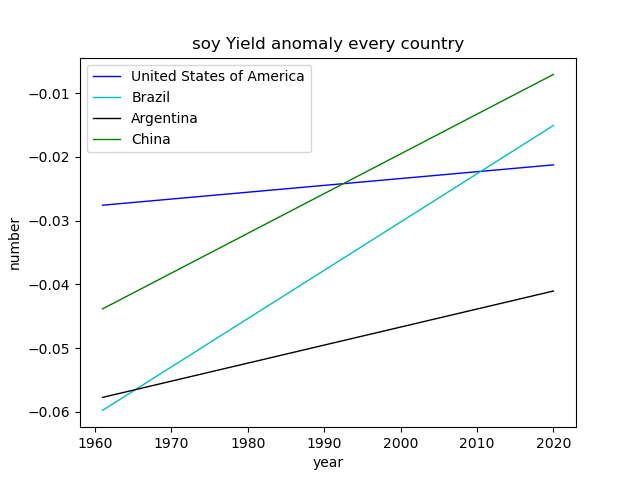 soy Yield anomaly every country
United States of America
Brazil
Argentina
China
−0.01
−0.02
−0.03
−0.04
−0.05
−0.06
number
1960 1970 1980 1990 2000 2010 2020
year